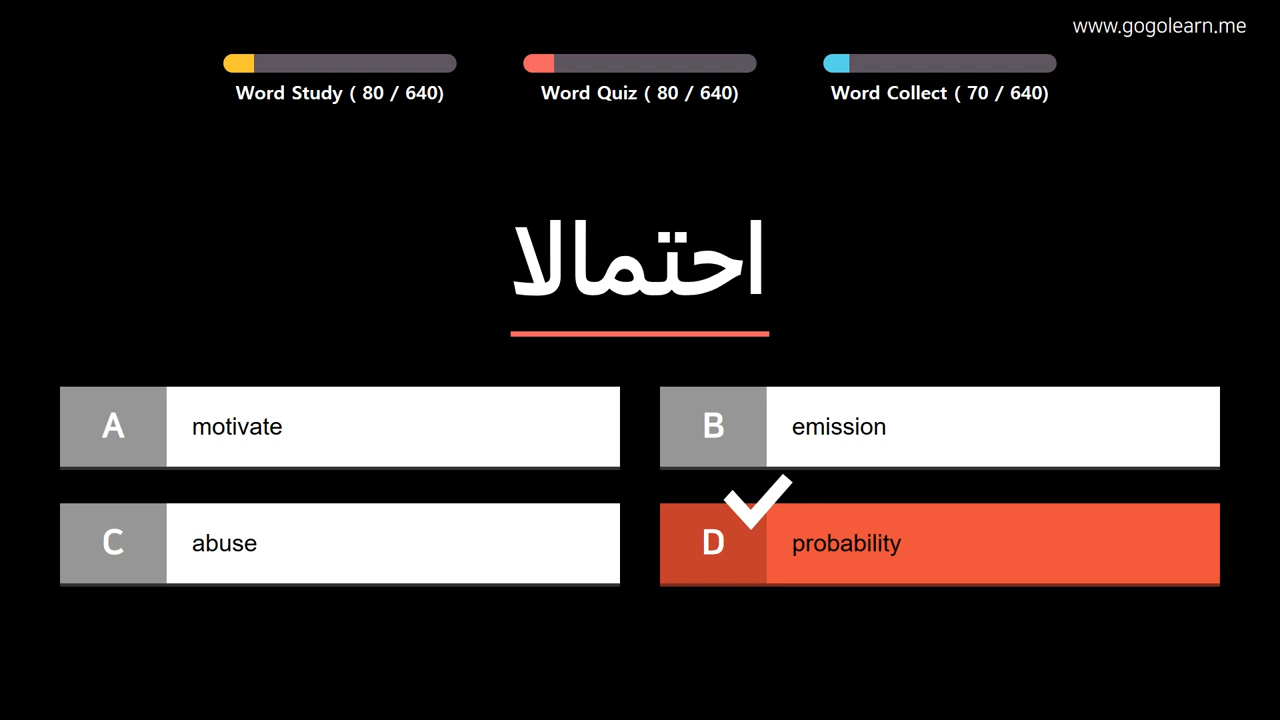 www.gogolearn.me
Word Study ( 80 / 640)
Word Quiz ( 80 / 640)
Word Collect ( 70 / 640)
احتمالا
A motivate
B emission
C abuse
D probability